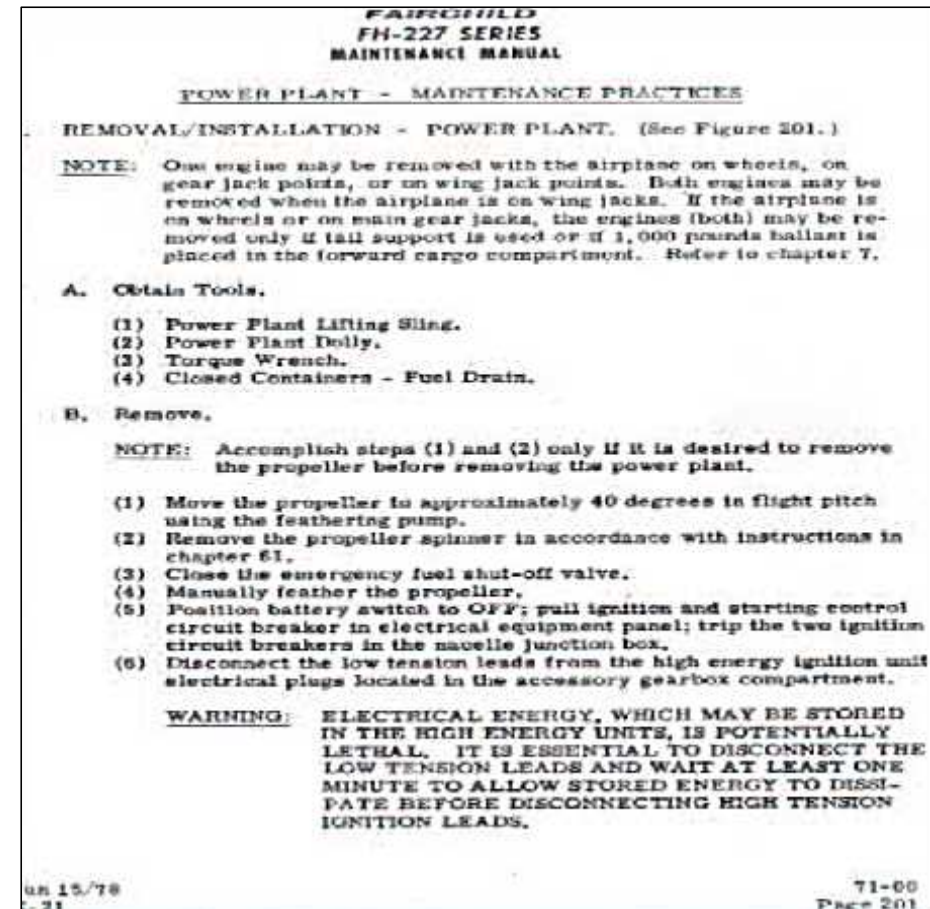 FAIRCHILD
FH-227 SERIES
MAINTENANCE MANUAL
POWER PLANT - MAINTENANCE PRACTICES
. REMOVAL/INSTALLATION - POWER PLANT. (See Figure 201.)
NOTE: One engine may be removed with the airplane on wheels, on
gear jack points, or on wing jack points. Both engines may be
removed when the airplane is on wing jacks. If the airplane is
on wheels or on main gear jacks, the engines (both) may be re-
moved only if tail support is used or if 1,000 pounds ballast is
placed in the forward cargo compartment. Refer to chapter 7.
A. Obtain Tools.
(1) Power Plant Lifting Sling.
(2) Power Plant Dolly.
(3) Torque Wrench.
(4) Closed Containers - Fuel Drain.
B. Remove.
NOTE: Accomplish steps (1) and (2) only if it is desired to remove
the propeller before removing the power plant.
(1) Move the propeller to approximately 40 degrees in flight pitch
using the feathering pump.
(2) Remove the propeller spinner in accordance with instructions in
chapter 61.
(3) Close the emergency fuel shut-off valve.
(4) Manually feather the propeller.
(5) Position battery switch to OFF; pull ignition and starting control
circuit breaker in electrical equipment panel; trip the two ignition
circuit breakers in the nacelle junction box.
(6) Disconnect the low tension leads from the high energy ignition unit
electrical plugs located in the accessory gearbox compartment.
WARNING: ELECTRICAL ENERGY, WHICH MAY BE STORED
IN THE HIGH ENERGY UNITS, IS POTENTIALLY
LETHAL. IT IS ESSENTIAL TO DISCONNECT THE
LOW TENSION LEADS AND WAIT AT LEAST ONE
MINUTE TO ALLOW STORED ENERGY TO DISSI-
PATE BEFORE DISCONNECTING HIGH TENSION
IGNITION LEADS.
un 15/78
71-00
Page 201